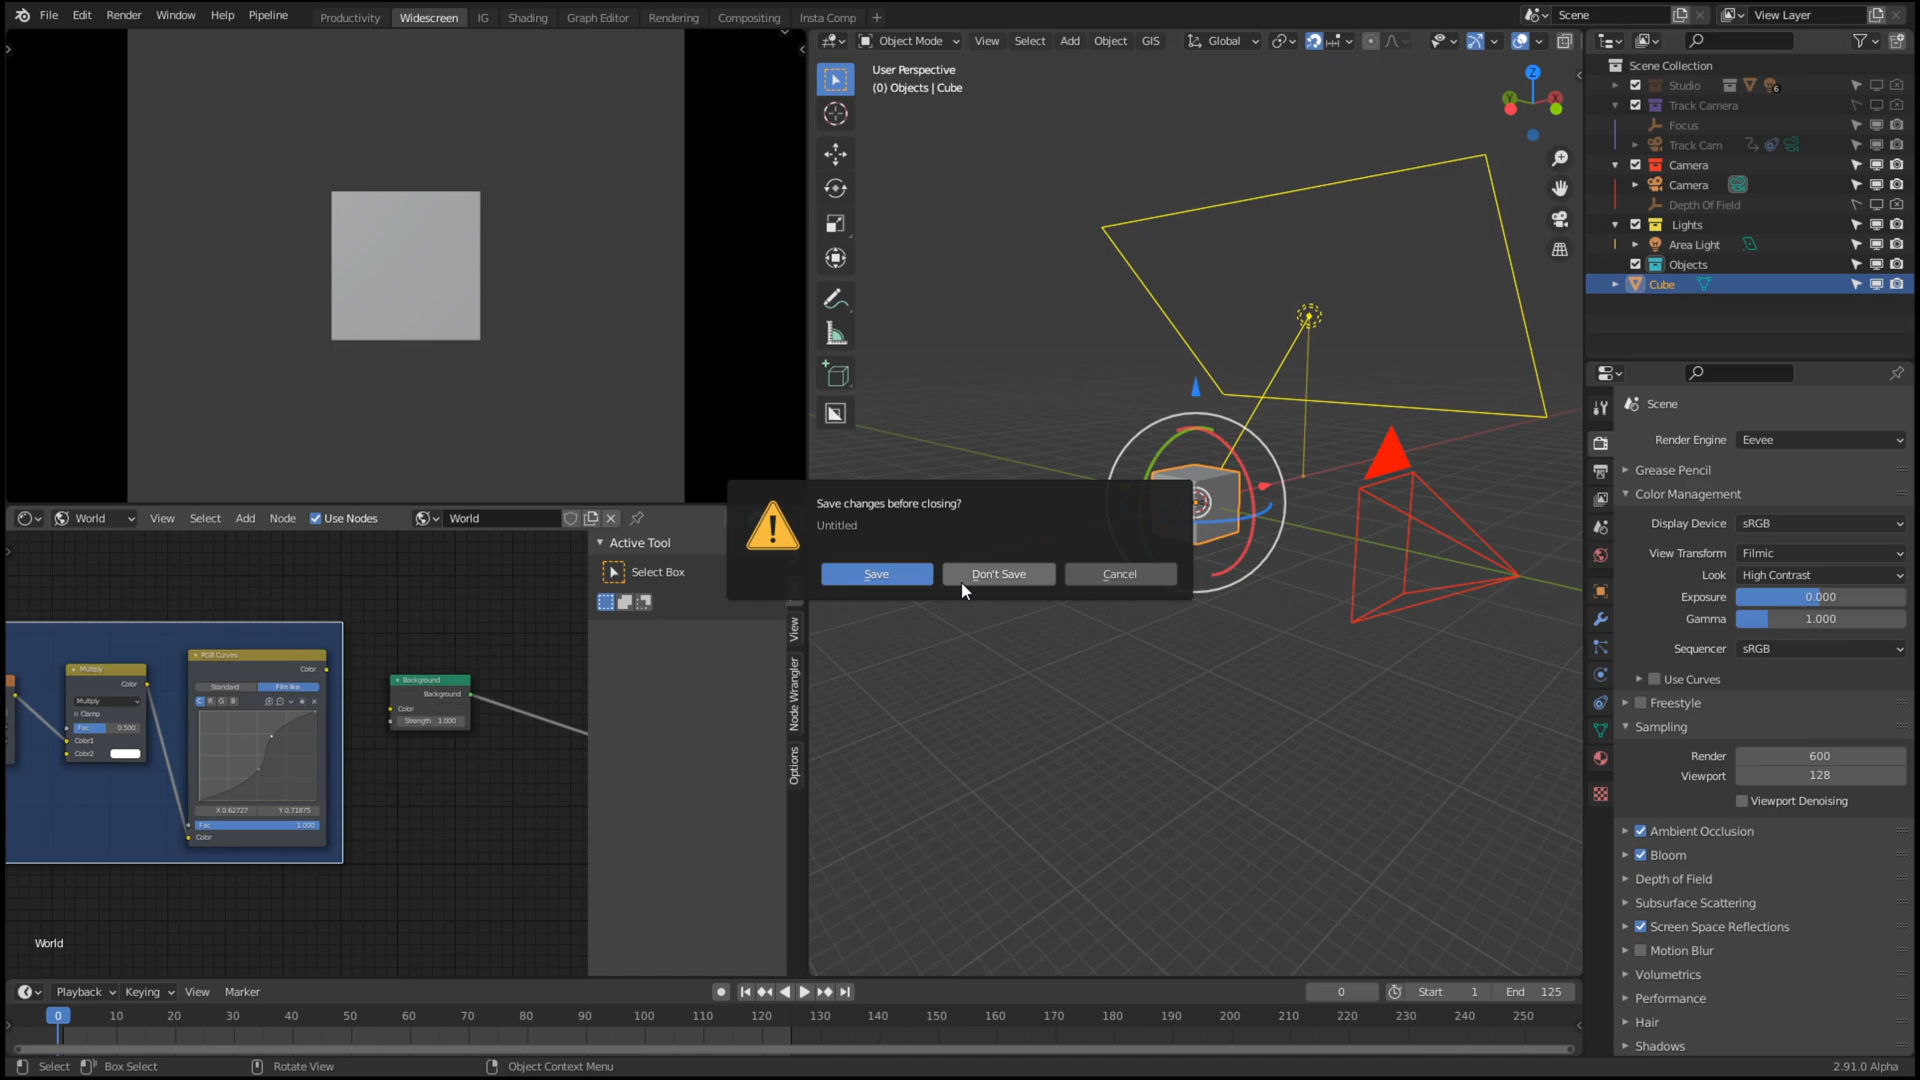 File Edit Render Window Help Pipeline Productivity Widescreen IG Shading Graph Editor Rendering Compositing Insta Comp + Scene View Layer
Object Mode View Select Add Object GIS Global
User Perspective
(0) Objects | Cube
Z
Y
X
Scene Collection
Studio 6
Track Camera
Focus
Track Cam
Camera
Camera
Depth Of Field
Lights
Area Light
Objects
Cube
Scene
Render Engine Eevee
Grease Pencil
Color Management
Display Device sRGB
View Transform Filmic
Look High Contrast
Exposure 0.000
Gamma 1.000
Sequencer sRGB
Use Curves
Freestyle
Sampling
Render 600
Viewport 128
Viewport Denoising
Ambient Occlusion
Bloom
Depth of Field
Subsurface Scattering
Screen Space Reflections
Motion Blur
Volumetrics
Performance
Hair
Shadows
Save changes before closing?
Untitled
Save Don't Save Cancel
World View Select Add Node Use Nodes World
Active Tool
Select Box
View
Node Wrangler
Options
Multiply
Color
Multiply
Clamp
Fac 0.500
Color1
Color2
RGB Curves
Color
Standard Film like
C R G B
X 0.62727 Y 0.71875
Fac 1.000
Color
Background
Background
Color
Strength 1.000
World
Playback Keying View Marker 0 Start 1 End 125
0 10 20 30 40 50 60 70 80 90 100 110 120 130 140 150 160 170 180 190 200 210 220 230 240 250
Select Box Select Rotate View Object Context Menu 2.91.0 Alpha